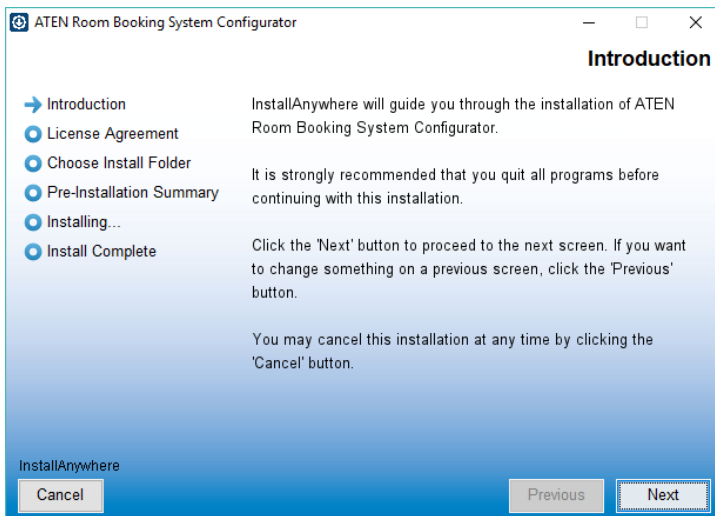 ATEN Room Booking System Configurator
Introduction
Introduction
License Agreement
Choose Install Folder
Pre-Installation Summary
Installing...
Install Complete
InstallAnywhere will guide you through the installation of ATEN
Room Booking System Configurator.
It is strongly recommended that you quit all programs before
continuing with this installation.
Click the 'Next' button to proceed to the next screen. If you want
to change something on a previous screen, click the 'Previous'
button.
You may cancel this installation at any time by clicking the
'Cancel' button.
InstallAnywhere
Cancel
Previous
Next